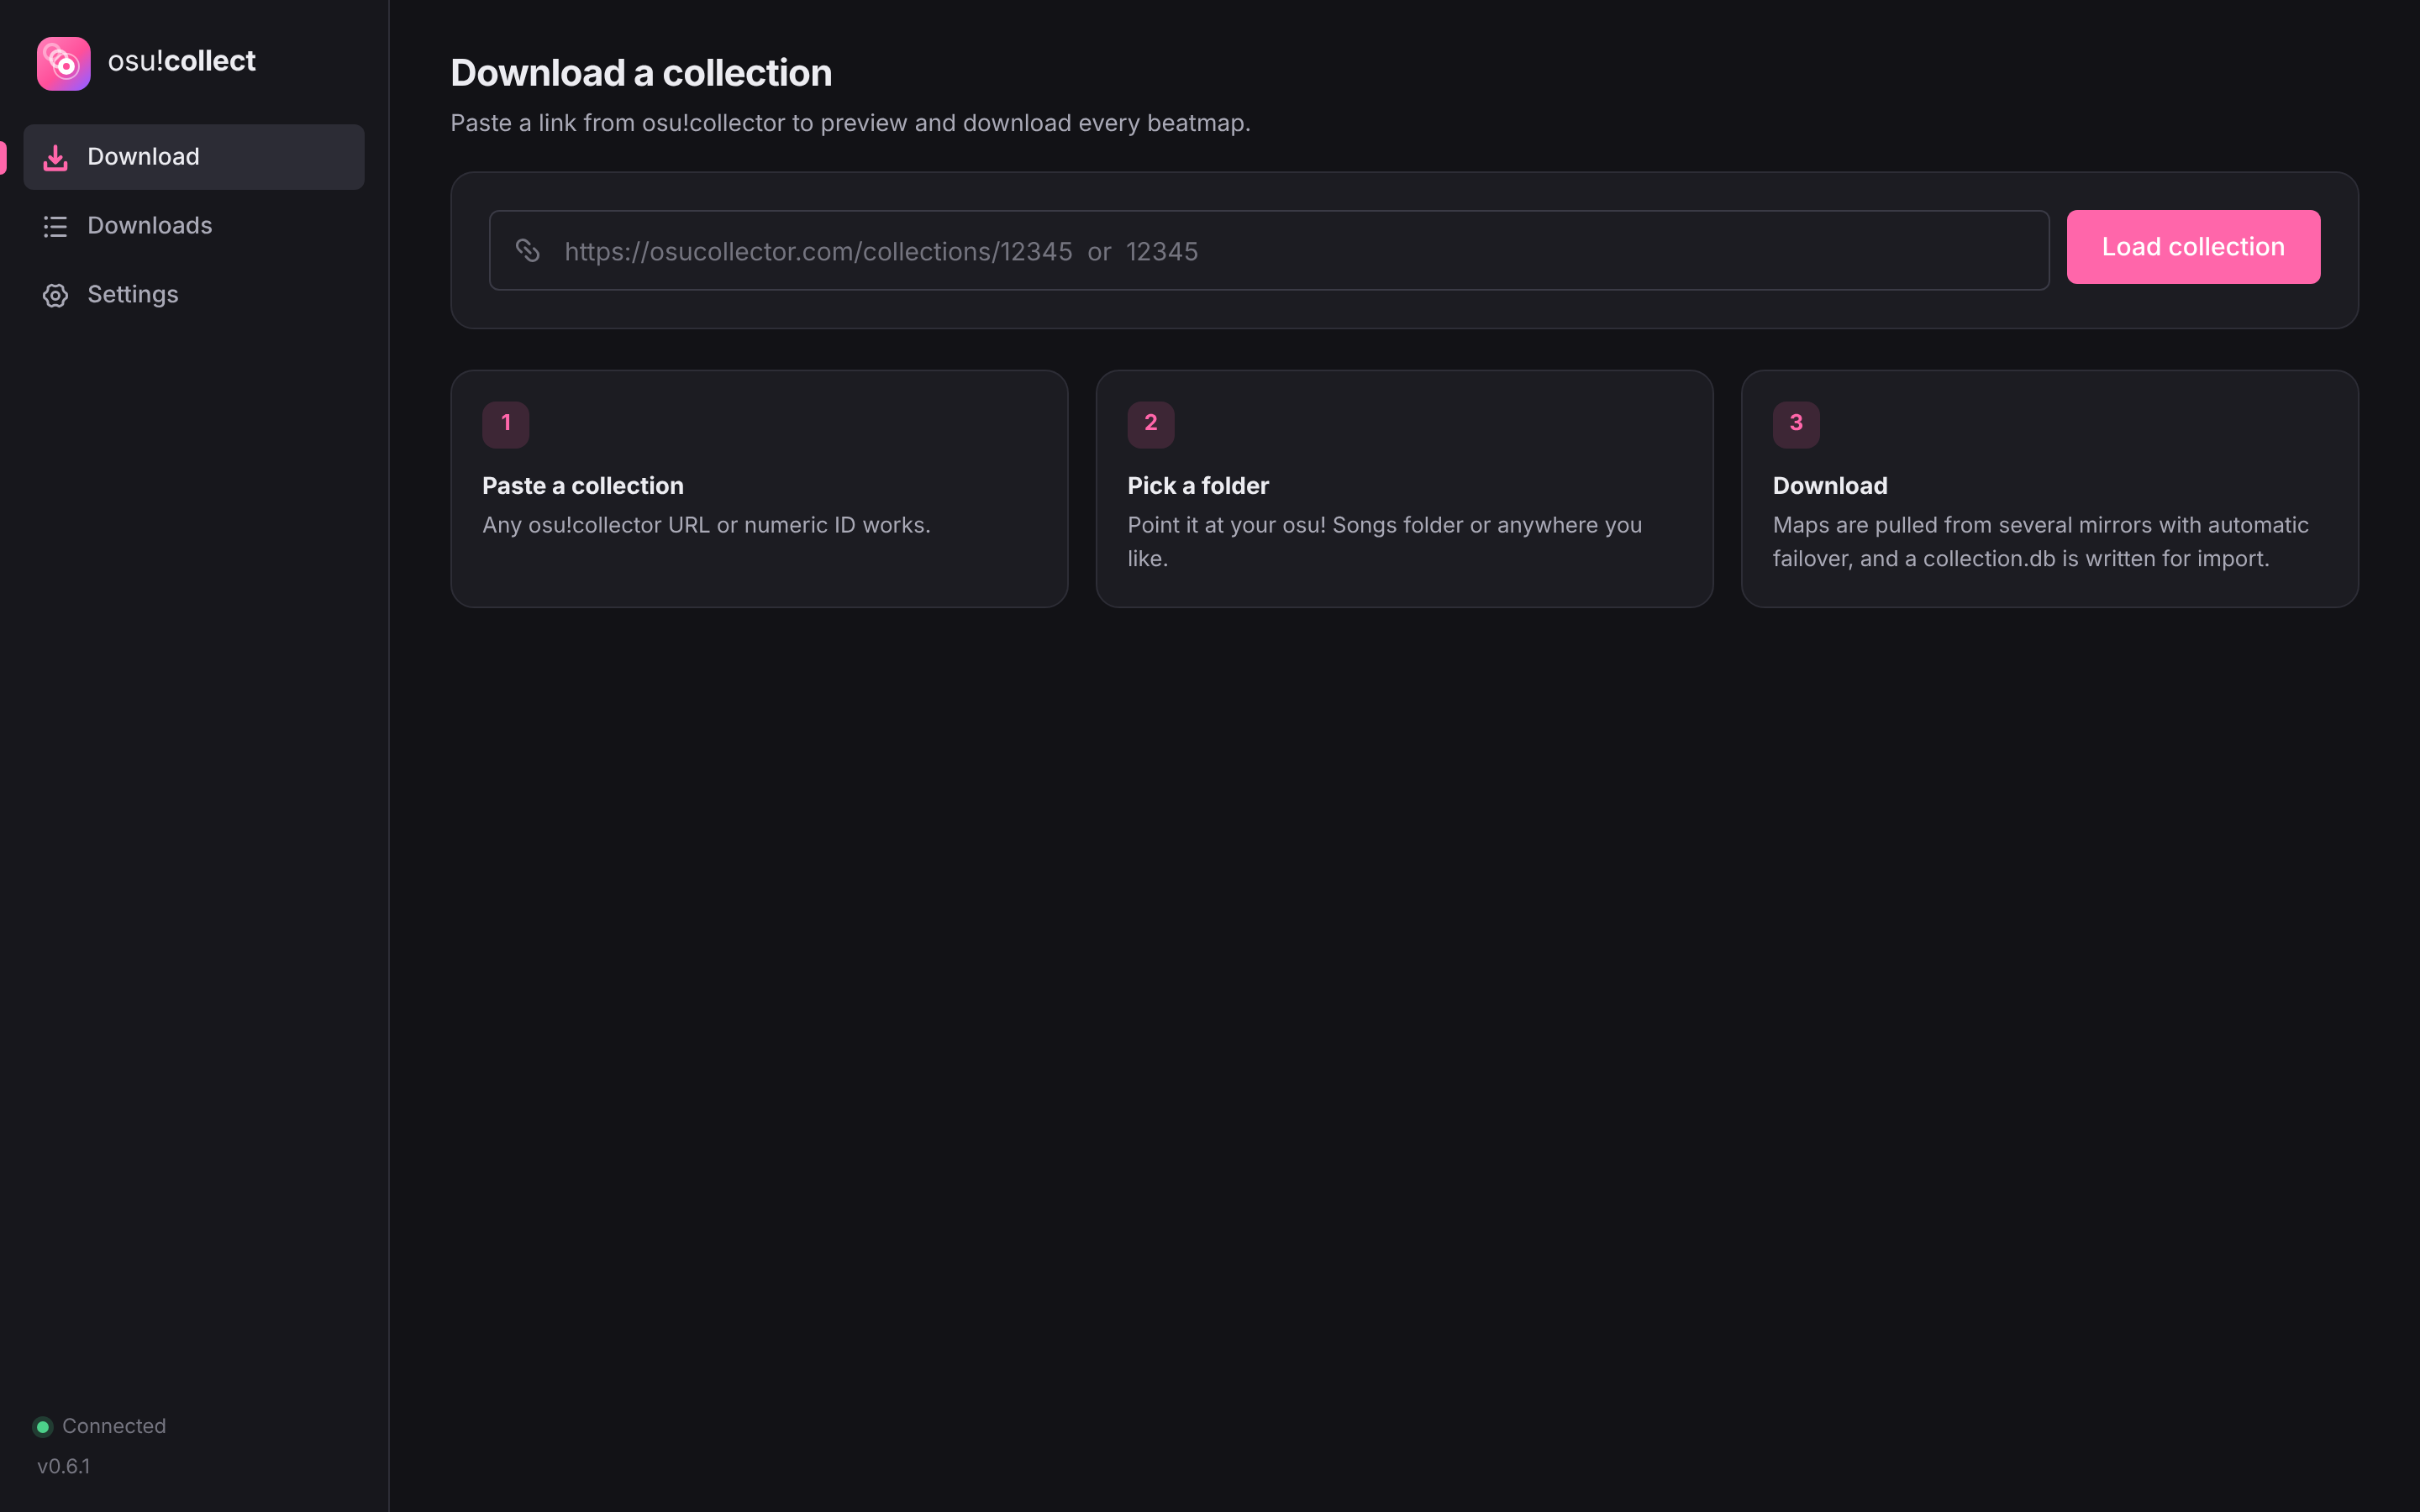 osu!collect
Download
Downloads
Settings
Connected
v0.6.1
Download a collection
Paste a link from osu!collector to preview and download every beatmap.
https://osucollector.com/collections/12345 or 12345
Load collection
1
Paste a collection
Any osu!collector URL or numeric ID works.
2
Pick a folder
Point it at your osu! Songs folder or anywhere you
like.
3
Download
Maps are pulled from several mirrors with automatic
failover, and a collection.db is written for import.